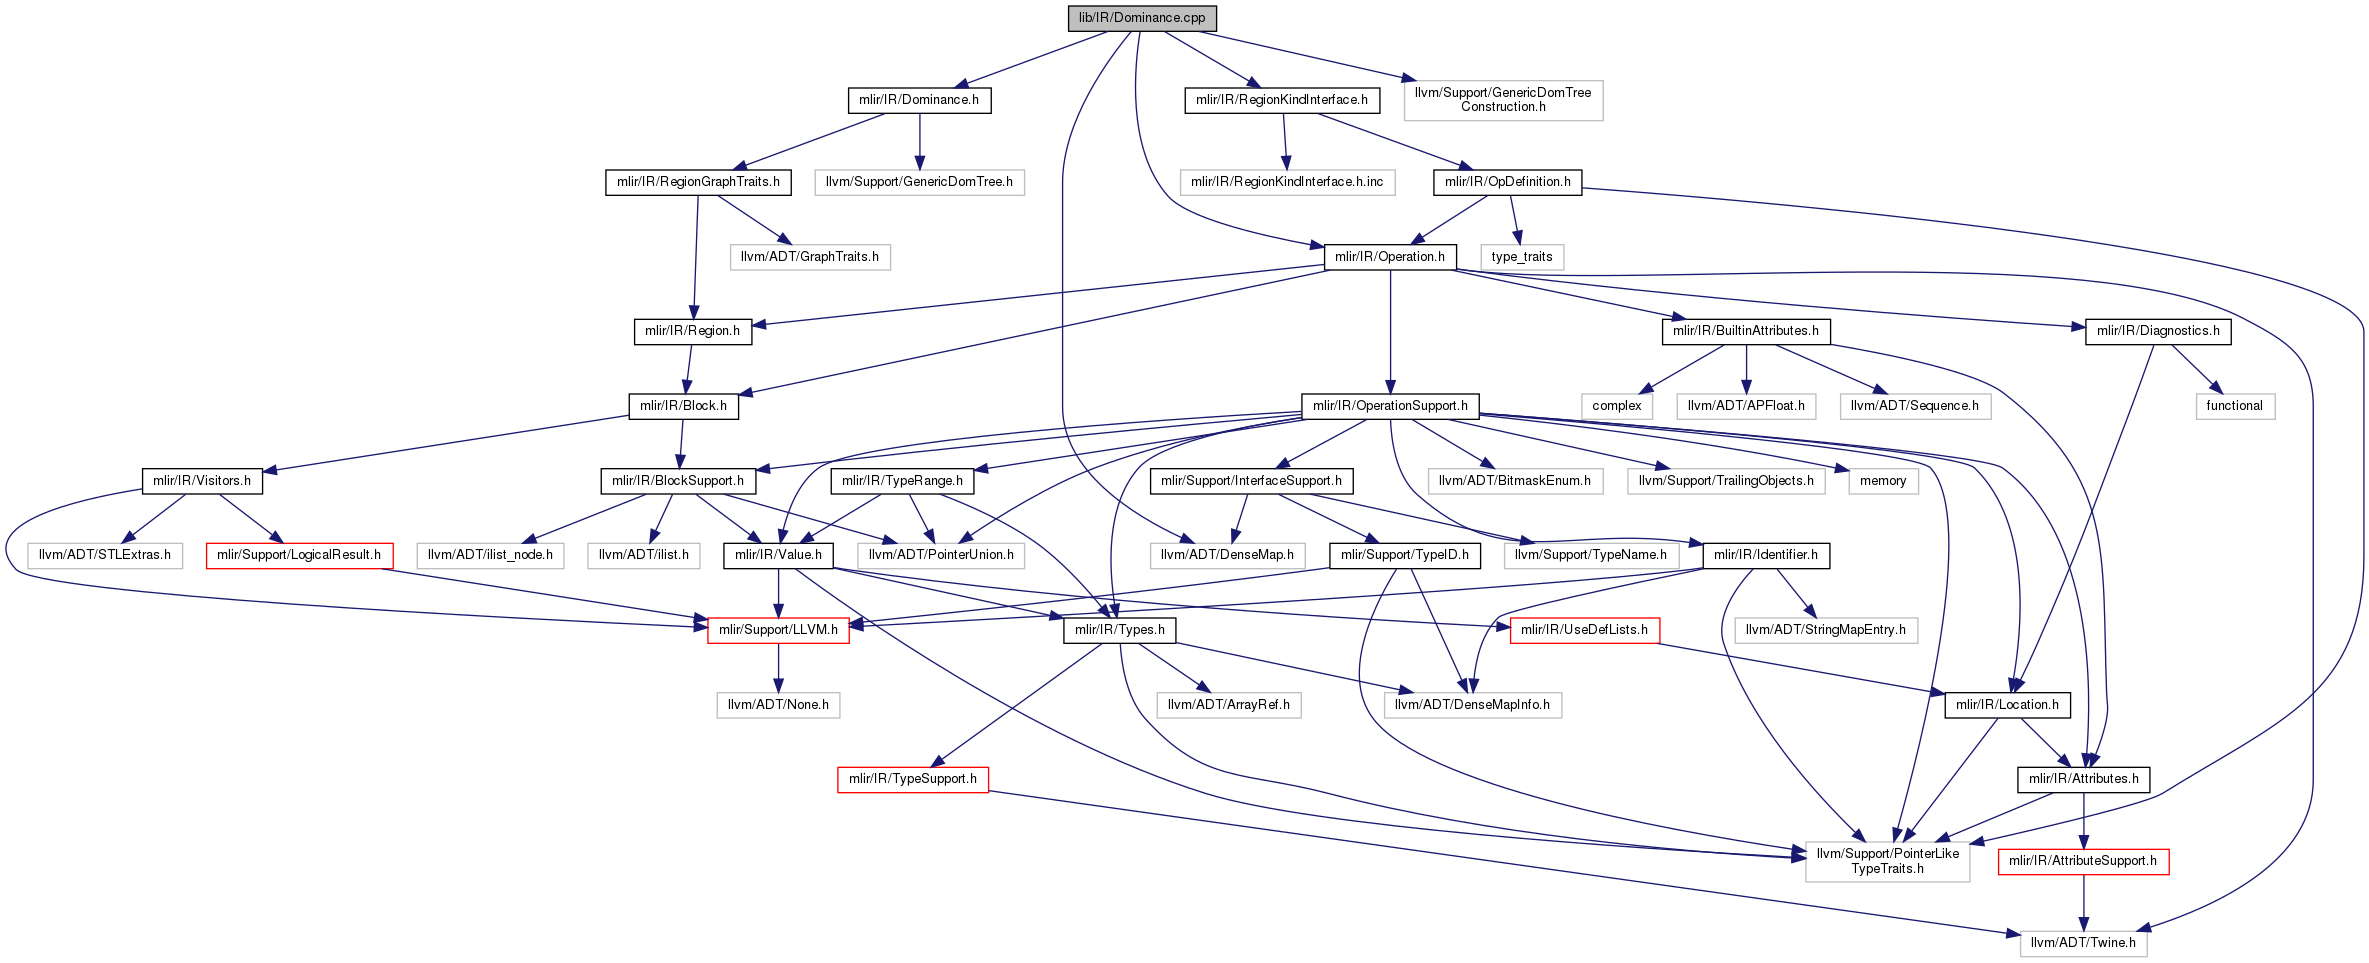 lib/IR/Dominance.cpp
mlir/IR/Dominance.h
mlir/IR/RegionKindInterface.h
llvm/Support/GenericDomTree
Construction.h
mlir/IR/RegionGraphTraits.h
llvm/Support/GenericDomTree.h
mlir/IR/RegionKindInterface.h.inc
mlir/IR/OpDefinition.h
llvm/ADT/GraphTraits.h
mlir/IR/Operation.h
type_traits
mlir/IR/Region.h
mlir/IR/BuiltinAttributes.h
mlir/IR/Diagnostics.h
mlir/IR/Block.h
mlir/IR/OperationSupport.h
complex
llvm/ADT/APFloat.h
llvm/ADT/Sequence.h
functional
mlir/IR/Visitors.h
mlir/IR/BlockSupport.h
mlir/IR/TypeRange.h
mlir/Support/InterfaceSupport.h
llvm/ADT/BitmaskEnum.h
llvm/Support/TrailingObjects.h
memory
llvm/ADT/STLExtras.h
mlir/Support/LogicalResult.h
llvm/ADT/ilist_node.h
llvm/ADT/ilist.h
mlir/IR/Value.h
llvm/ADT/PointerUnion.h
llvm/ADT/DenseMap.h
mlir/Support/TypeID.h
llvm/Support/TypeName.h
mlir/IR/Identifier.h
mlir/Support/LLVM.h
mlir/IR/Types.h
mlir/IR/UseDefLists.h
llvm/ADT/StringMapEntry.h
llvm/ADT/None.h
llvm/ADT/ArrayRef.h
llvm/ADT/DenseMapInfo.h
mlir/IR/Location.h
mlir/IR/TypeSupport.h
mlir/IR/Attributes.h
llvm/Support/PointerLike
TypeTraits.h
mlir/IR/AttributeSupport.h
llvm/ADT/Twine.h